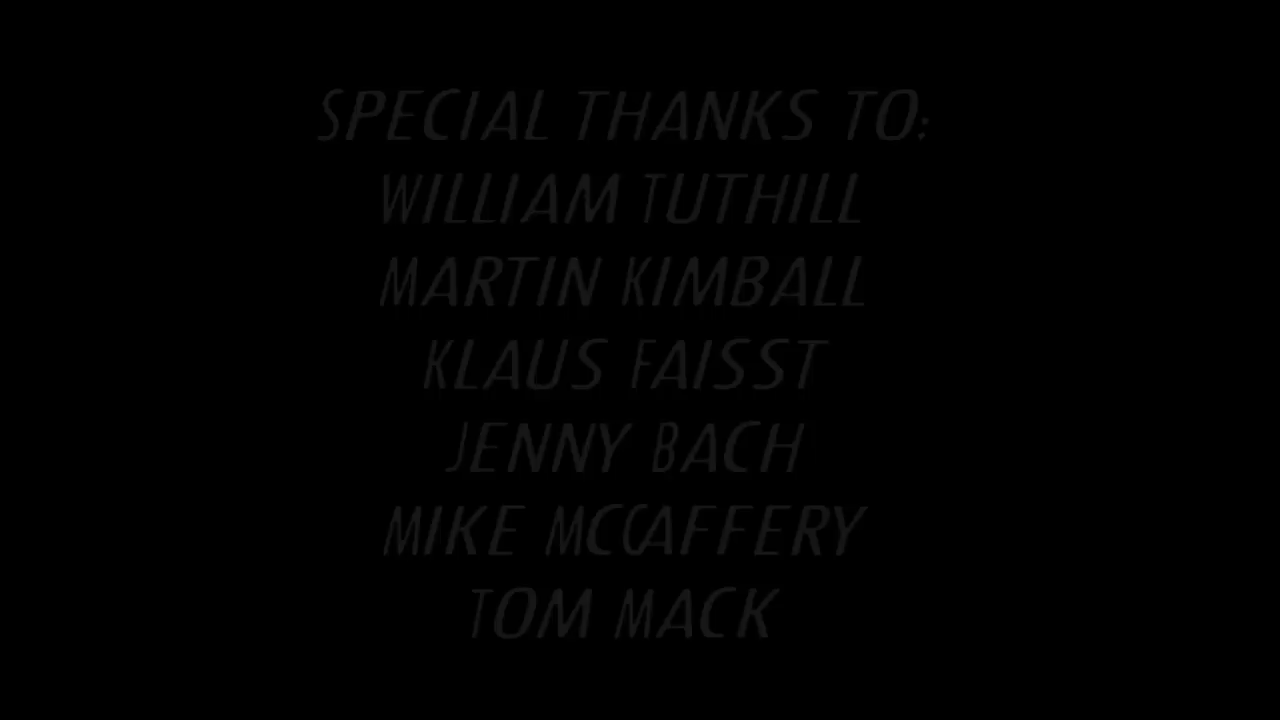 SPECIAL THANKS TO:
WILLIAM TUTHILL
MARTIN KIMBALL
KLAUS FAISST
JENNY BACH
MIKE MCCAFFERY
TOM MACK